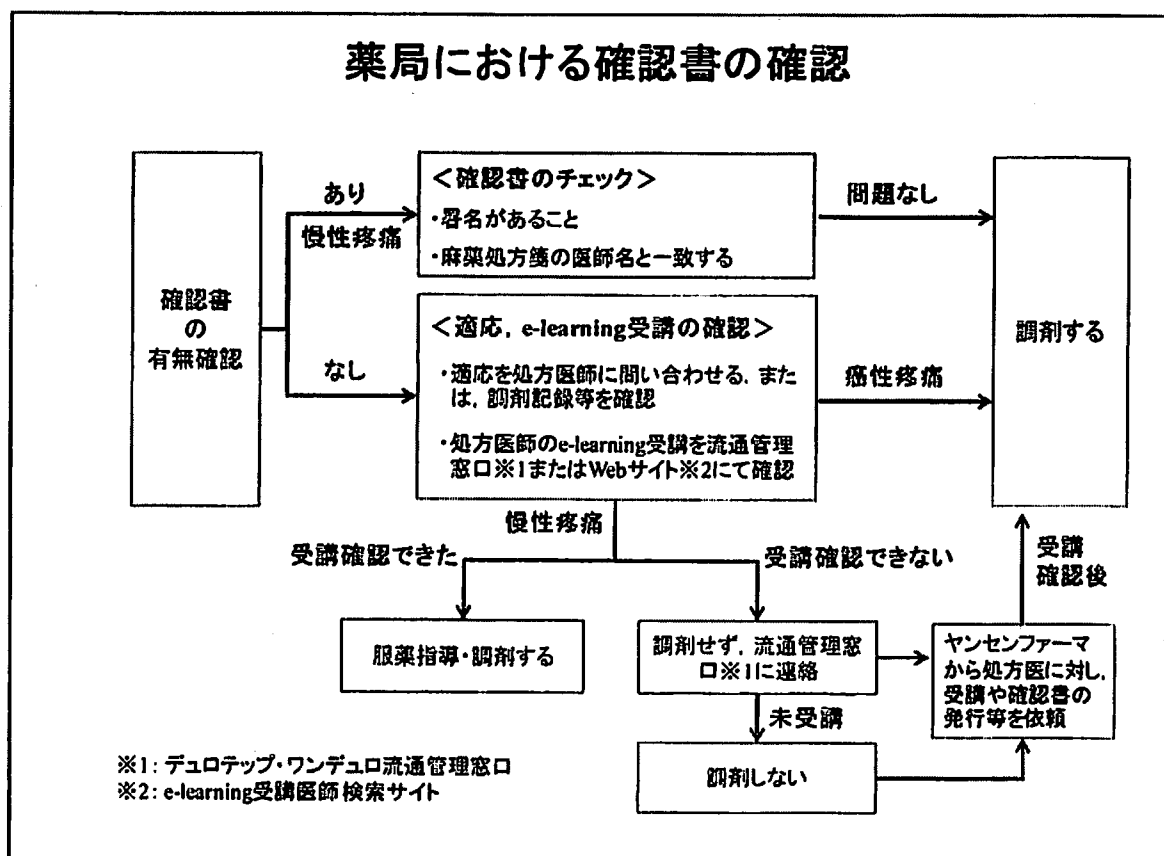 薬局における確認書の確認
確認書
の
有無確認
あり
慢性疼痛
＜確認書のチェック＞
・署名があること
・麻薬処方箋の医師名と一致する
問題なし
調剤する
なし
＜適応，e-learning受講の確認＞
・適応を処方医師に問い合わせる，また
は，調剤記録等を確認
・処方医師のe-learning受講を流通管理
窓口※1またはWebサイト※2にて確認
癌性疼痛
慢性疼痛
受講確認できた
受講確認できない
受講
確認後
服薬指導・調剤する
調剤せず，流通管理窓
口※1に連絡
ヤンセンファーマ
から処方医に対し，
受講や確認書の
発行等を依頼
未受講
調剤しない
※1：デュロテップ・ワンデュロ流通管理窓口
※2：e-learning受講医師検索サイト